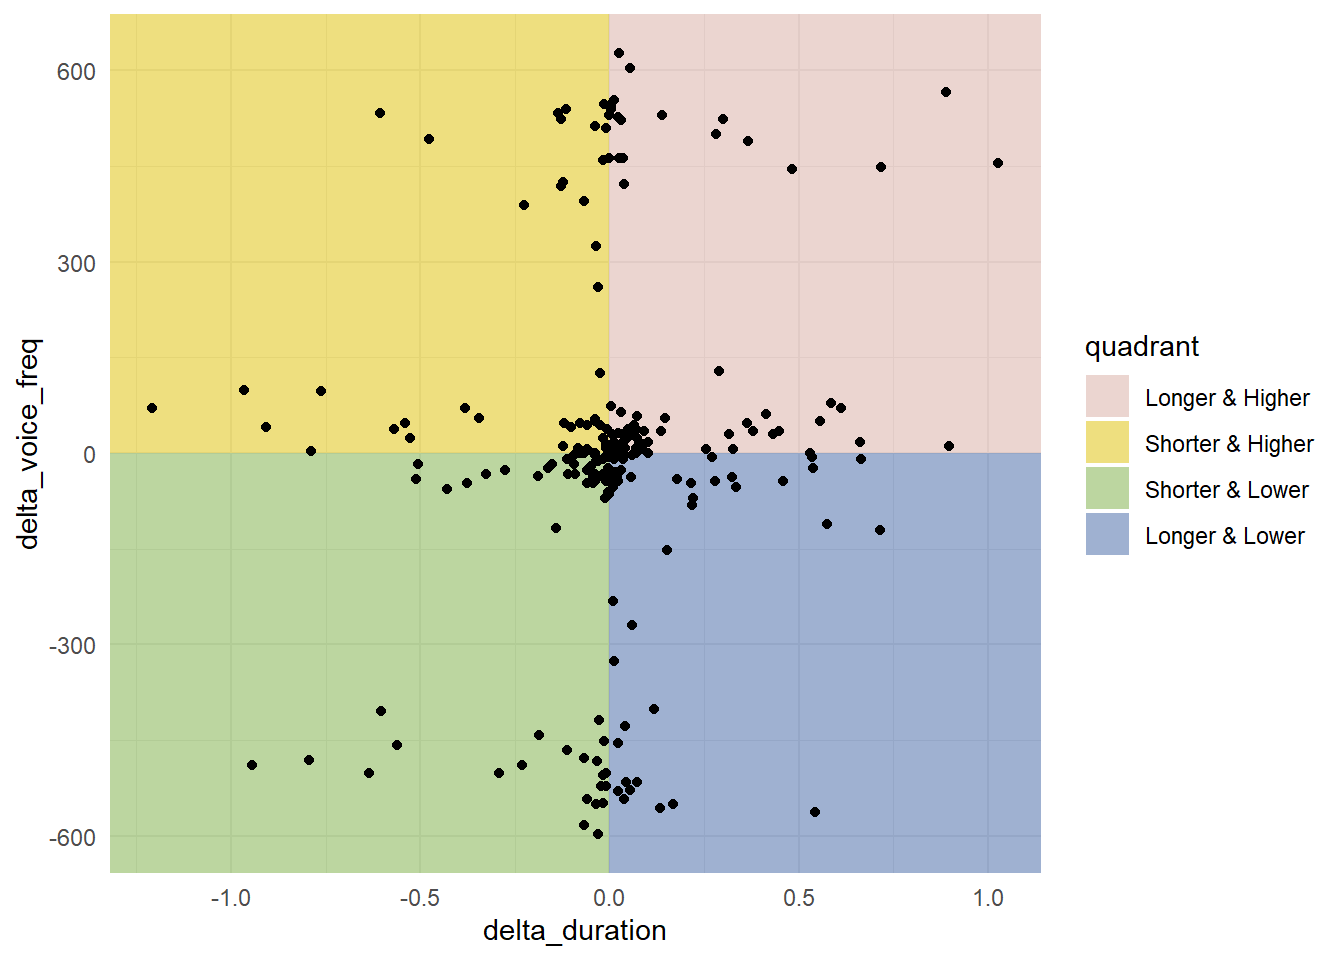 600
300
0
-300
-600
delta_voice_freq
-1.0
-0.5
0.0
0.5
1.0
delta_duration
quadrant
Longer & Higher
Shorter & Higher
Shorter & Lower
Longer & Lower